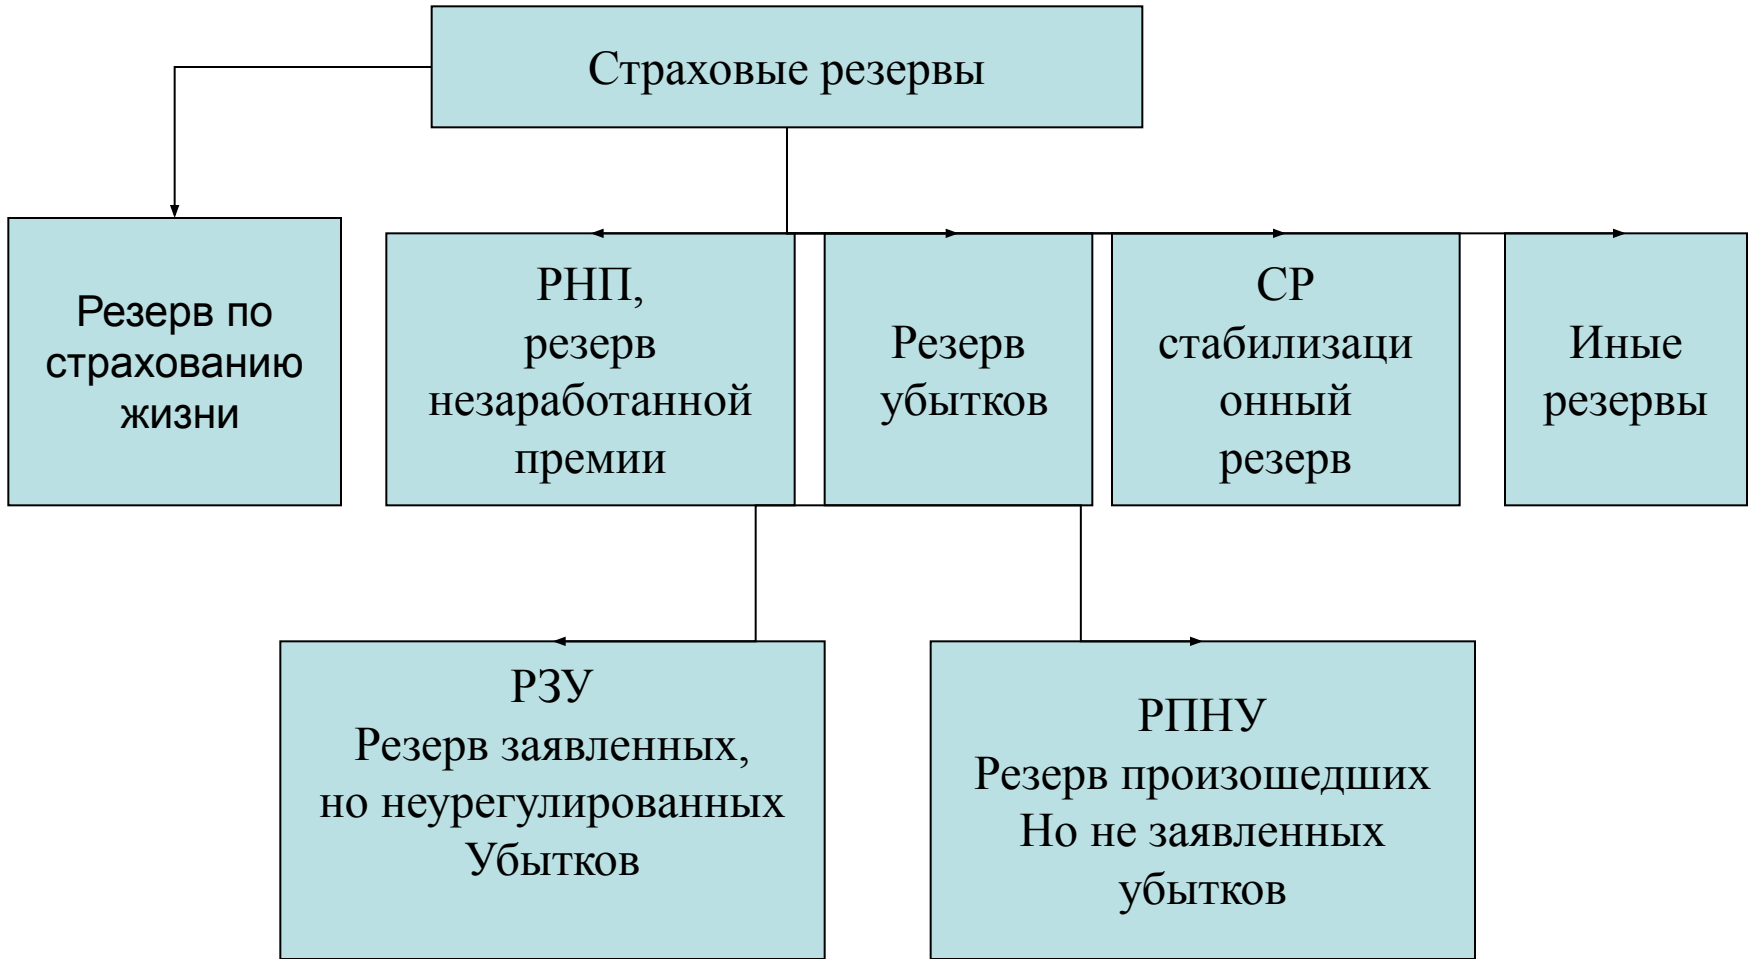 Страховые резервы
Резерв по
страхованию
жизни
РНП,
резерв
незаработанной
премии
Резерв
убытков
СР
стабилизаци
онный
резерв
Иные
резервы
РЗУ
Резерв заявленных,
но неурегулированных
Убытков
РПНУ
Резерв произошедших
Но не заявленных
убытков